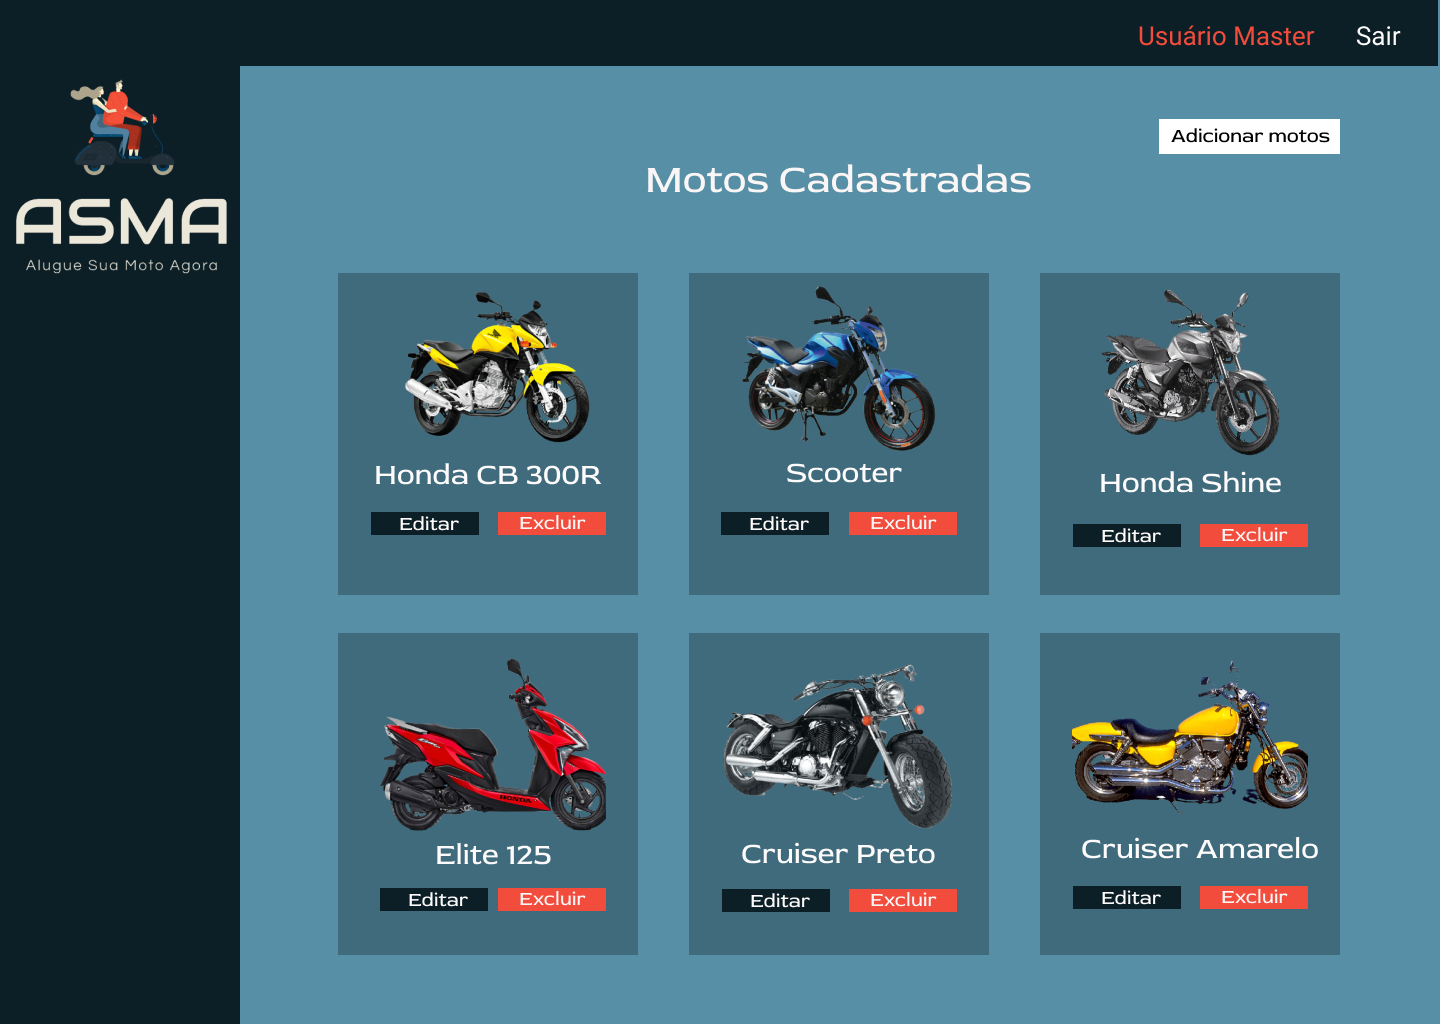 Usuário Master
Sair
ASMA
Alugue Sua Moto Agora
Adicionar motos
Motos Cadastradas
Honda CB 300R
Editar
Excluir
Scooter
Editar
Excluir
Honda Shine
Editar
Excluir
HONDA
Elite 125
Editar
Excluir
Cruiser Preto
Editar
Excluir
Cruiser Amarelo
Editar
Excluir